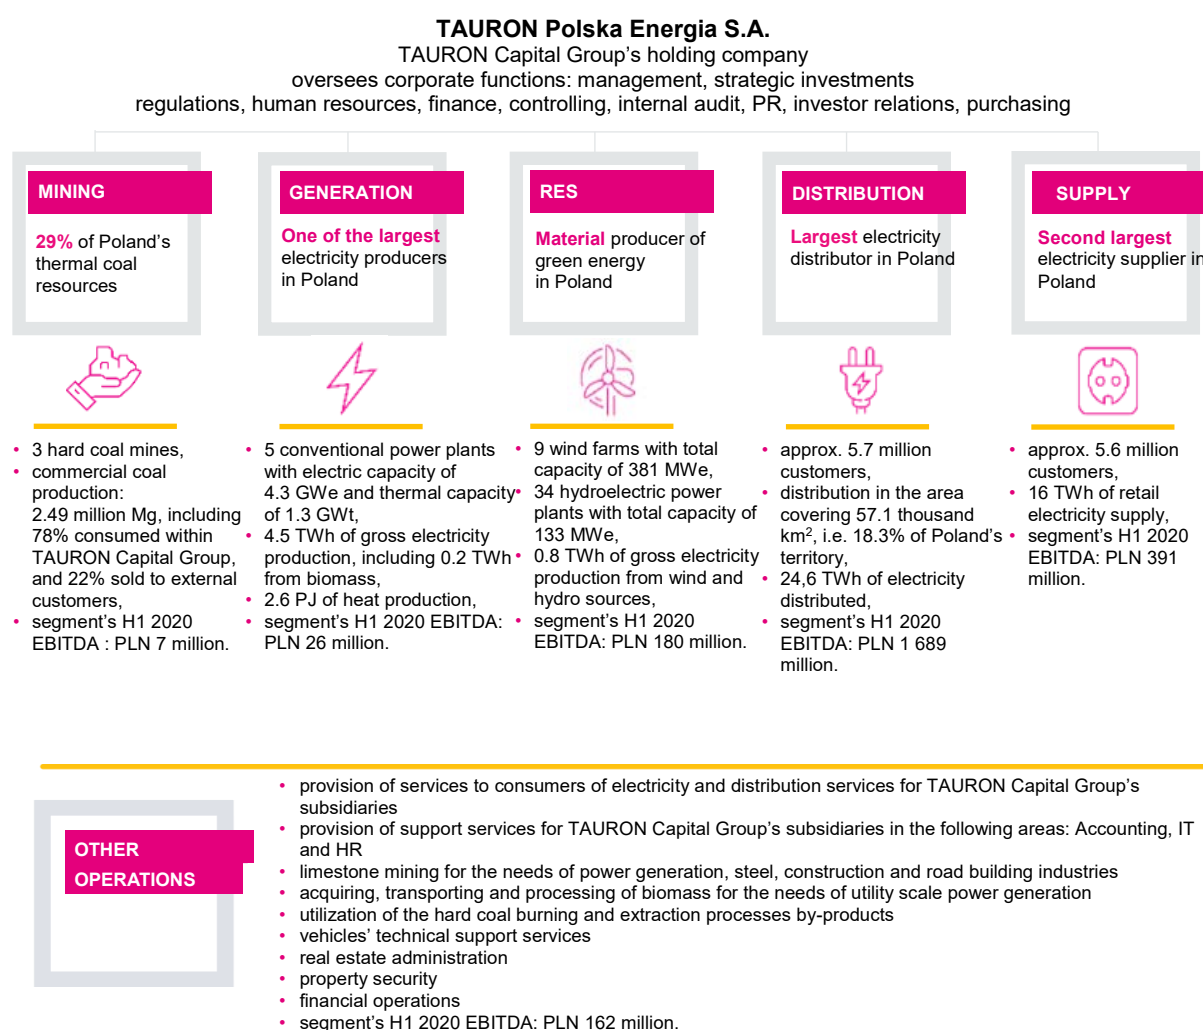 TAURON Polska Energia S.A.
TAURON Capital Group's holding company
oversees corporate functions: management, strategic investments
regulations, human resources, finance, controlling, internal audit, PR, investor relations, purchasing
MINING
29% of Poland's
thermal coal
resources
• 3 hard coal mines,
• commercial coal
production:
2.49 million Mg, including
78% consumed within
TAURON Capital Group,
and 22% sold to external
customers,
• segment's H1 2020
EBITDA : PLN 7 million.
GENERATION
One of the largest
electricity producers
in Poland
• 5 conventional power plants
with electric capacity of
4.3 GWe and thermal capacity
of 1.3 GWt,
• 4.5 TWh of gross electricity
production, including 0.2 TWh
from biomass,
• 2.6 PJ of heat production,
• segment's H1 2020 EBITDA:
PLN 26 million.
RES
Material producer of
green energy
in Poland
• 9 wind farms with total
capacity of 381 MWe,
• 34 hydroelectric power
plants with total capacity of
133 MWe,
• 0.8 TWh of gross electricity
production from wind and
hydro sources,
• segment's H1 2020
EBITDA: PLN 180 million.
DISTRIBUTION
Largest electricity
distributor in Poland
• approx. 5.7 million
customers,
• distribution in the area
covering 57.1 thousand
km², i.e. 18.3% of Poland's
territory,
• 24,6 TWh of electricity
distributed,
• segment's H1 2020
EBITDA: PLN 1 689
million.
SUPPLY
Second largest
electricity supplier in
Poland
• approx. 5.6 million
customers,
• 16 TWh of retail
electricity supply,
• segment's H1 2020
EBITDA: PLN 391
million.
OTHER
OPERATIONS
• provision of services to consumers of electricity and distribution services for TAURON Capital Group's
subsidiaries
• provision of support services for TAURON Capital Group's subsidiaries in the following areas: Accounting, IT
and HR
• limestone mining for the needs of power generation, steel, construction and road building industries
• acquiring, transporting and processing of biomass for the needs of utility scale power generation
• utilization of the hard coal burning and extraction processes by-products
• vehicles' technical support services
• real estate administration
• property security
• financial operations
• segment's H1 2020 EBITDA: PLN 162 million.